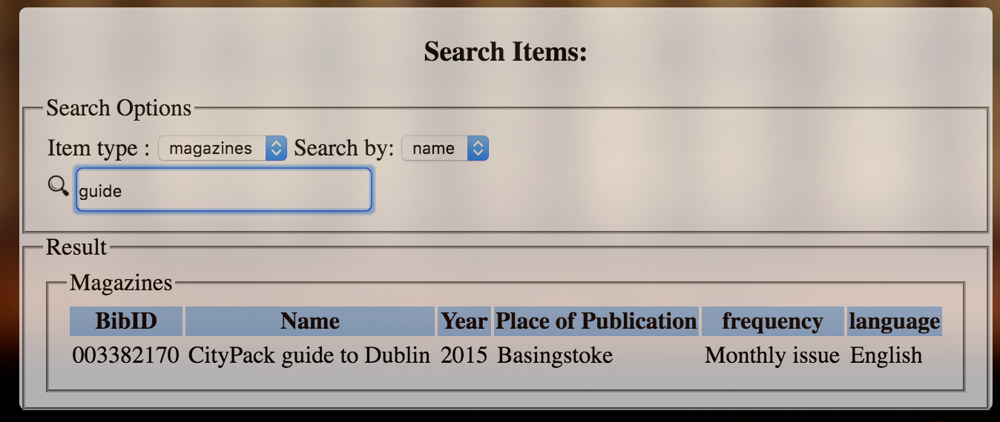 Search Items:
Search Options
Item type : magazines Search by: name
guide
Result
Magazines
BibID Name Year Place of Publication frequency language
003382170 CityPack guide to Dublin 2015 Basingstoke Monthly issue English